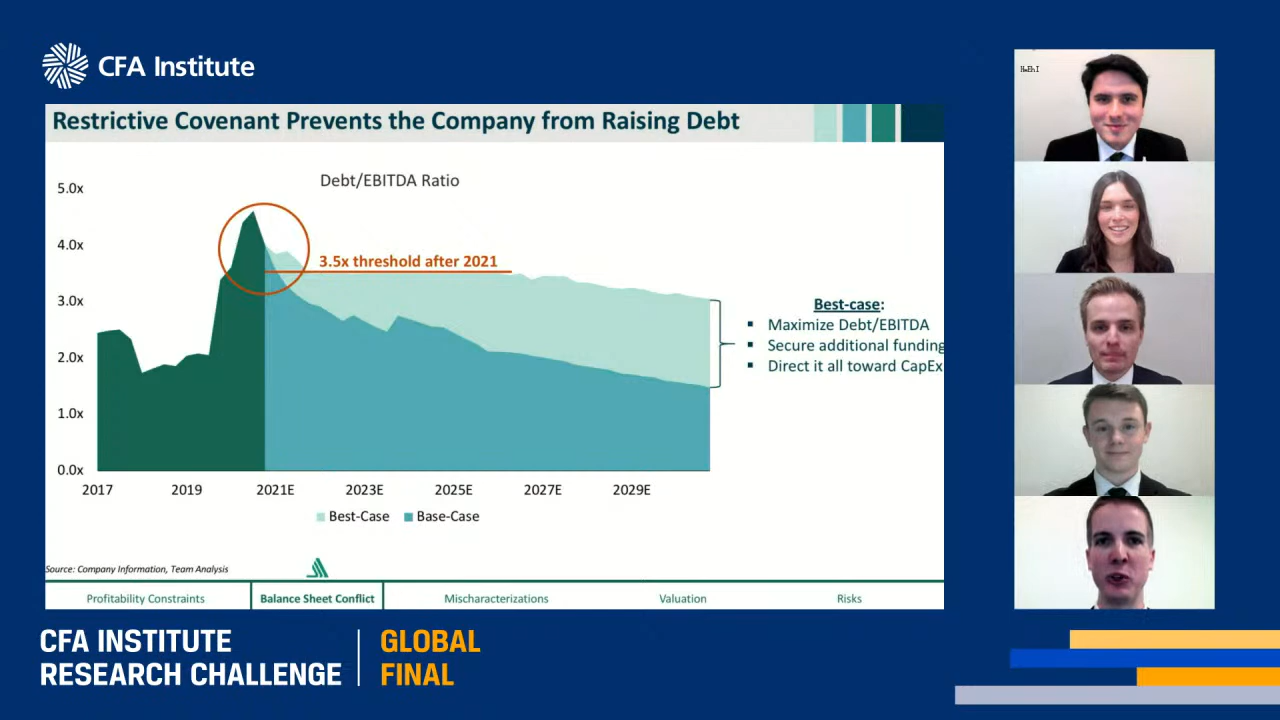 CFA Institute
Restrictive Covenant Prevents the Company from Raising Debt
Debt/EBITDA Ratio
5.0x
4.0x
3.0x
2.0x
1.0x
0.0x
3.5x threshold after 2021
Best-case:
▪ Maximize Debt/EBITDA
▪ Secure additional funding
▪ Direct it all toward CapEx
2017 2019 2021E 2023E 2025E 2027E 2029E
Best-Case Base-Case
Source: Company Information, Team Analysis
Profitability Constraints Balance Sheet Conflict Mischaracterizations Valuation Risks
CFA INSTITUTE
RESEARCH CHALLENGE
GLOBAL
FINAL